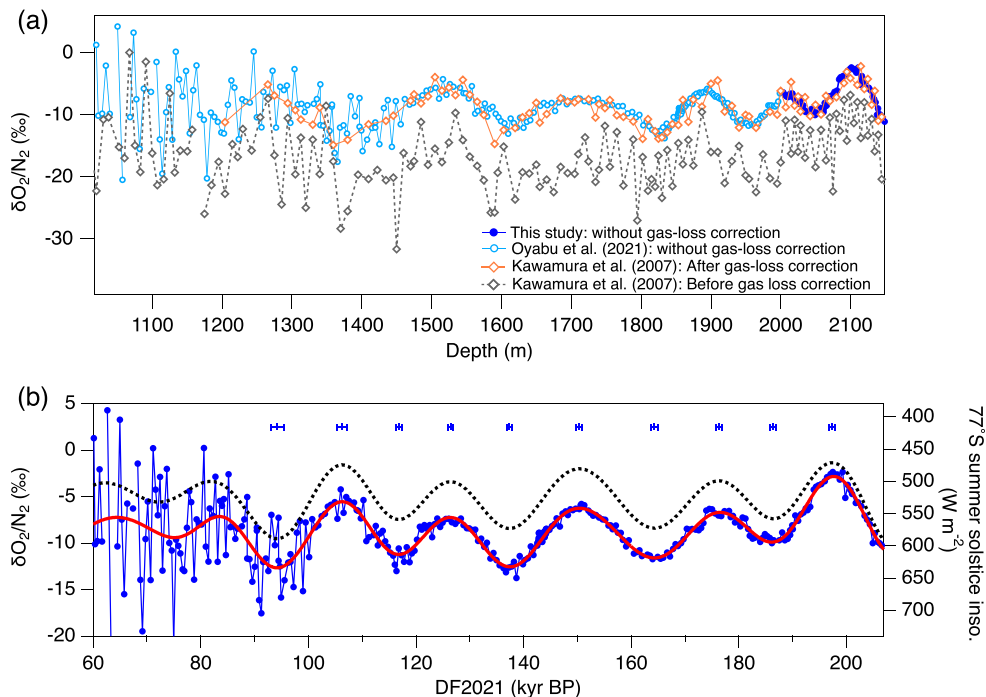 (a)
0
-10
-20
-30
δO₂/N₂ (‰)
This study: without gas-loss correction
Oyabu et al. (2021): without gas-loss correction
Kawamura et al. (2007): After gas-loss correction
Kawamura et al. (2007): Before gas loss correction
1100 1200 1300 1400 1500 1600 1700 1800 1900 2000 2100
Depth (m)
(b)
5
0
-5
-10
-15
-20
δO₂/N₂ (‰)
400
450
500
550
600
650
700
77°S summer solstice inso.
(W m⁻²)
60 80 100 120 140 160 180 200
DF2021 (kyr BP)